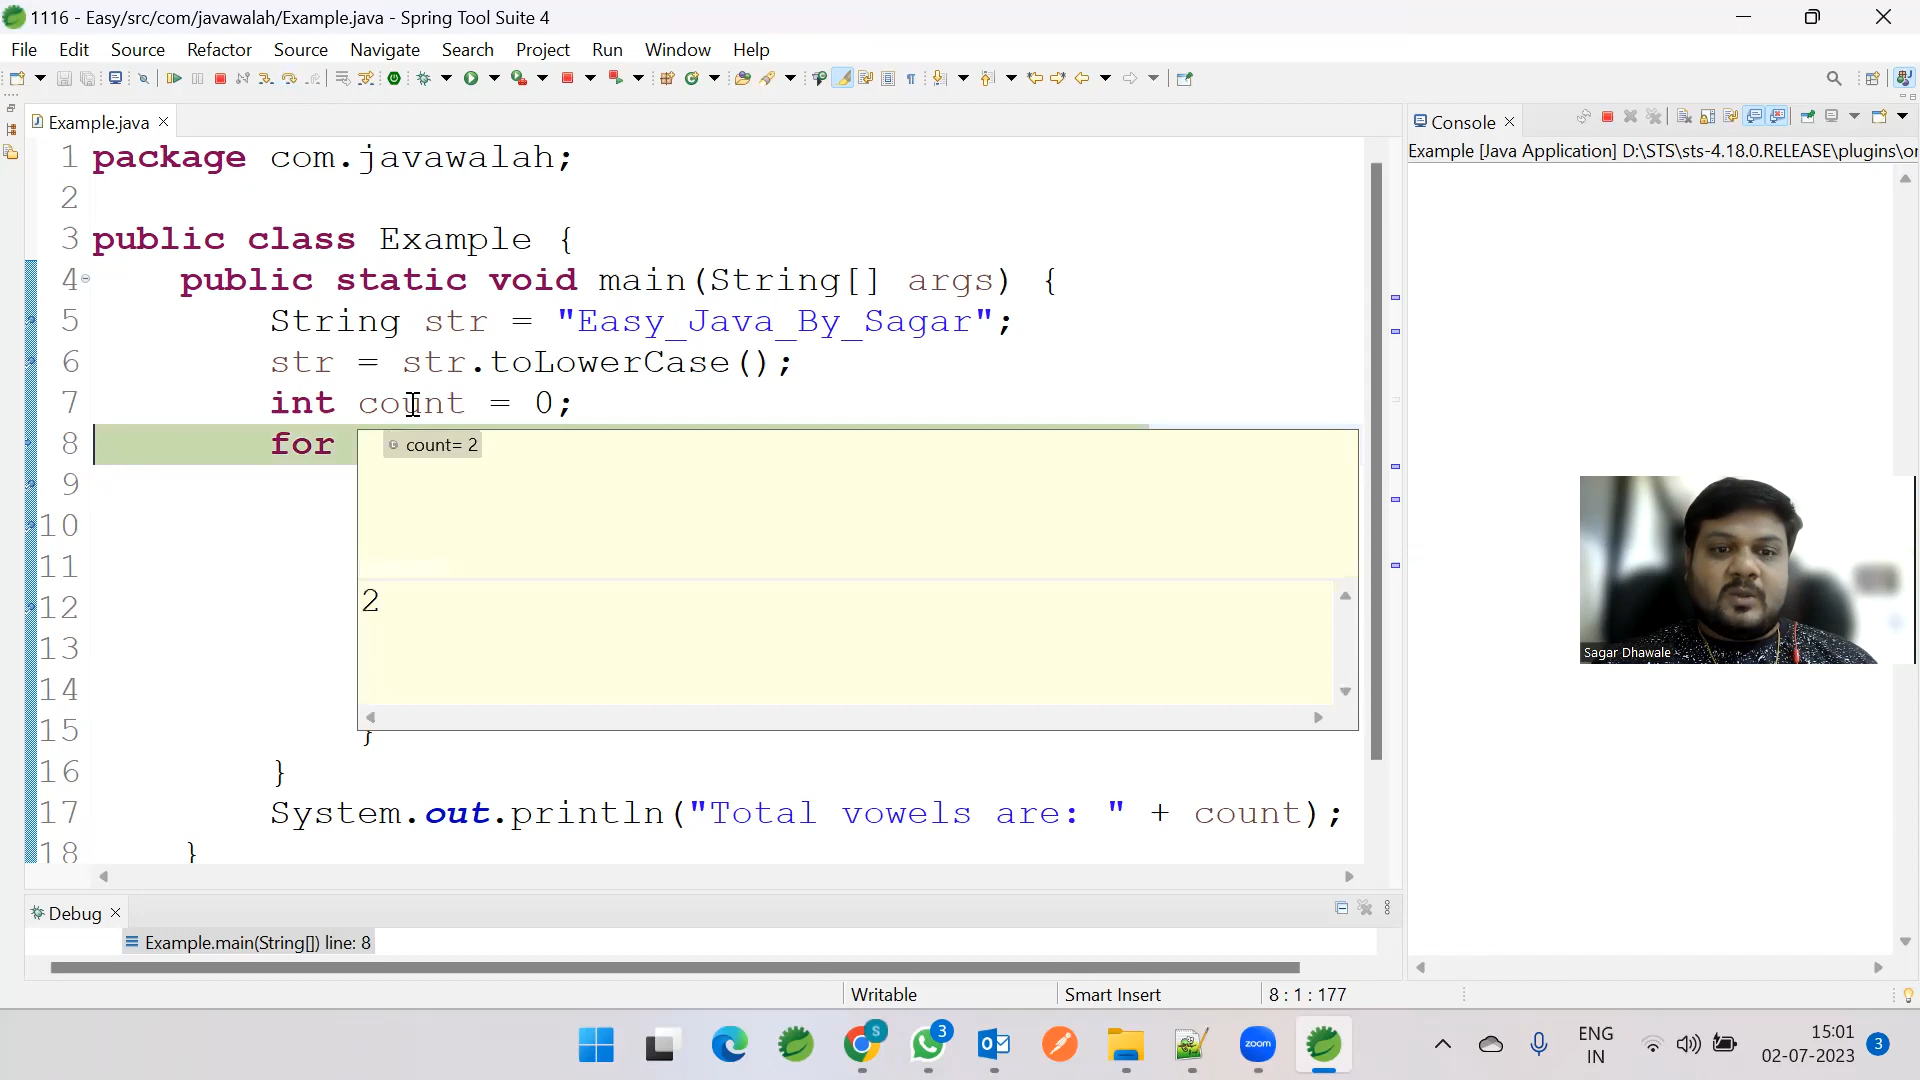 1116 - Easy/src/com/javawalah/Example.java - Spring Tool Suite 4
File Edit Source Refactor Source Navigate Search Project Run Window Help
Example.java
1 package com.javawalah;
2
3 public class Example {
4 public static void main(String[] args) {
5 String str = "Easy_Java_By_Sagar";
6 str = str.toLowerCase();
7 int count = 0;
8 for
count= 2
9
10
11
2
12
13
14
15 }
16 }
17 System.out.println("Total vowels are: " + count);
18 }
Console
Example [Java Application] D:\STS\sts-4.18.0.RELEASE\plugins\or
Sagar Dhawale
Debug
Example.main(String[]) line: 8
Writable Smart Insert 8 : 1 : 177
S
3
zoom
ENG
IN
15:01
02-07-2023
3